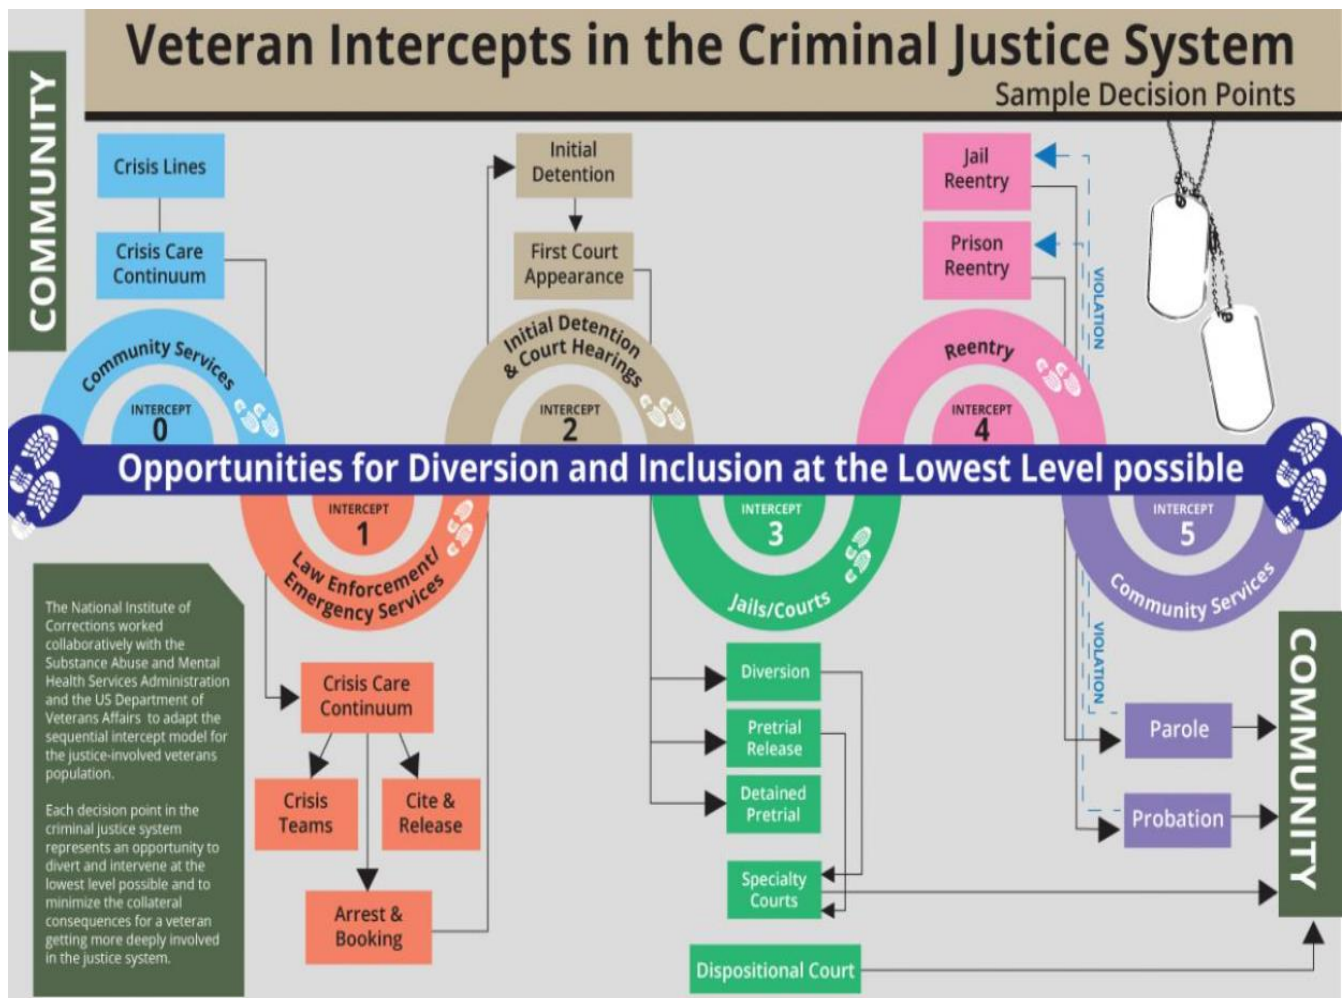 Veteran Intercepts in the Criminal Justice System
Sample Decision Points
COMMUNITY
Crisis Lines
Crisis Care
Continuum
Community Services
INTERCEPT
0
Initial
Detention
First Court
Appearance
Initial Detention
& Court Hearings
INTERCEPT
2
Jail
Reentry
Prison
Reentry
VIOLATION
Reentry
INTERCEPT
4
Opportunities for Diversion and Inclusion at the Lowest Level possible
INTERCEPT
1
Law Enforcement/
Emergency Services
Crisis Care
Continuum
Crisis
Teams
Cite &
Release
Arrest &
Booking
INTERCEPT
3
Jails/Courts
Diversion
Pretrial
Release
Detained
Pretrial
Specialty
Courts
Dispositional Court
INTERCEPT
5
Community Services
VIOLATION
Parole
Probation
COMMUNITY
The National Institute of
Corrections worked
collaboratively with the
Substance Abuse and Mental
Health Services Administration
and the US Department of
Veterans Affairs to adapt the
sequential intercept model for
the justice-involved veterans
population.
Each decision point in the
criminal justice system
represents an opportunity to
divert and intervene at the
lowest level possible and to
minimize the collateral
consequences for a veteran
getting more deeply involved
in the justice system.